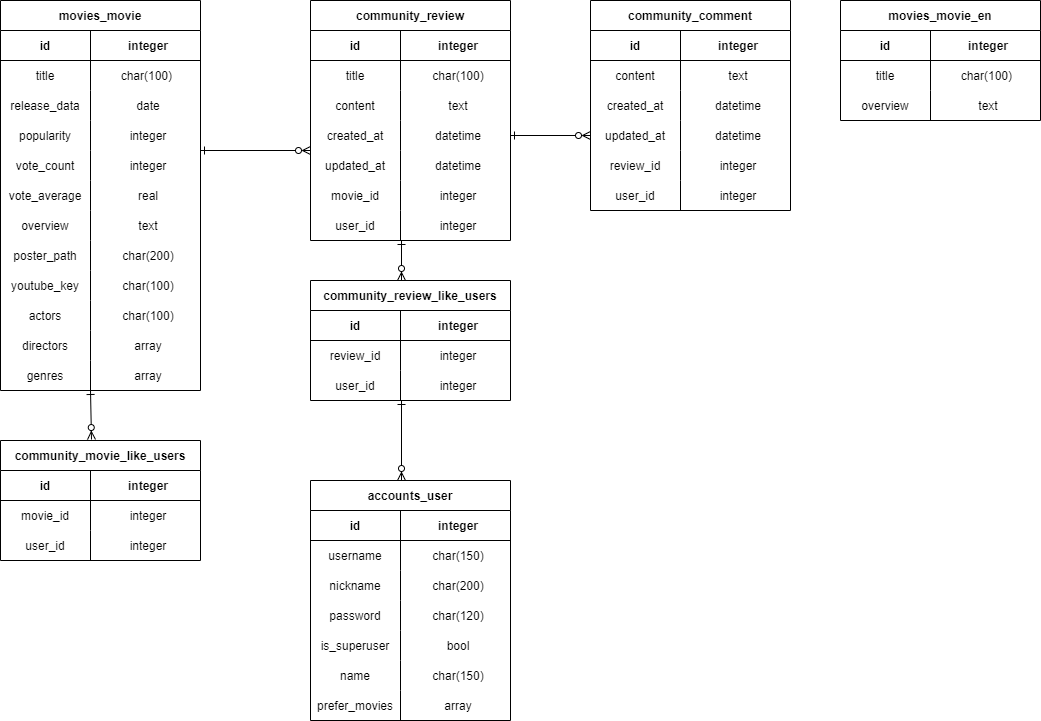 movies_movie
id integer
title char(100)
release_data date
popularity integer
vote_count integer
vote_average real
overview text
poster_path char(200)
youtube_key char(100)
actors char(100)
directors array
genres array
community_review
id integer
title char(100)
content text
created_at datetime
updated_at datetime
movie_id integer
user_id integer
community_comment
id integer
content text
created_at datetime
updated_at datetime
review_id integer
user_id integer
movies_movie_en
id integer
title char(100)
overview text
community_review_like_users
id integer
review_id integer
user_id integer
community_movie_like_users
id integer
movie_id integer
user_id integer
accounts_user
id integer
username char(150)
nickname char(200)
password char(120)
is_superuser bool
name char(150)
prefer_movies array